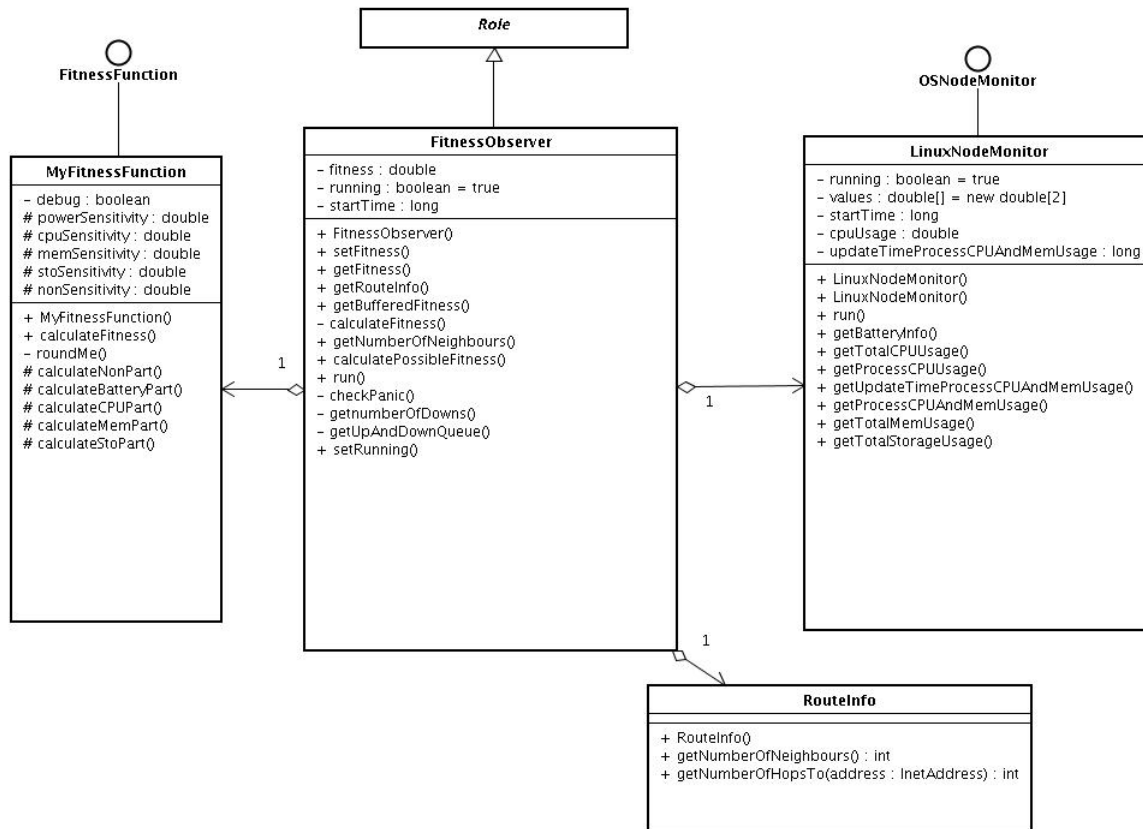 Role
FitnessFunction
OSNodeMonitor
MyFitnessFunction
- debug : boolean
# powerSensitivity : double
# cpuSensitivity : double
# memSensitivity : double
# stoSensitivity : double
# nonSensitivity : double
+ MyFitnessFunction()
+ calculateFitness()
- roundMe()
# calculateNonPart()
# calculateBatteryPart()
# calculateCPUPart()
# calculateMemPart()
# calculateStoPart()
1
FitnessObserver
- fitness : double
- running : boolean = true
- startTime : long
+ FitnessObserver()
+ setFitness()
+ getFitness()
+ getRouteInfo()
+ getBufferedFitness()
- calculateFitness()
+ getNumberOfNeighbours()
+ calculatePossibleFitness()
+ run()
- checkPanic()
- getnumberOfDowns()
- getUpAndDownQueue()
+ setRunning()
1
LinuxNodeMonitor
- running : boolean = true
- values : double[] = new double[2]
- startTime : long
- cpuUsage : double
- updateTimeProcessCPUAndMemUsage : long
+ LinuxNodeMonitor()
+ LinuxNodeMonitor()
+ run()
+ getBatteryInfo()
+ getTotalCPUUsage()
+ getProcessCPUUsage()
+ getUpdateTimeProcessCPUAndMemUsage()
+ getProcessCPUAndMemUsage()
+ getTotalMemUsage()
+ getTotalStorageUsage()
1
RouteInfo
+ RouteInfo()
+ getNumberOfNeighbours() : int
+ getNumberOfHopsTo(address : InetAddress) : int